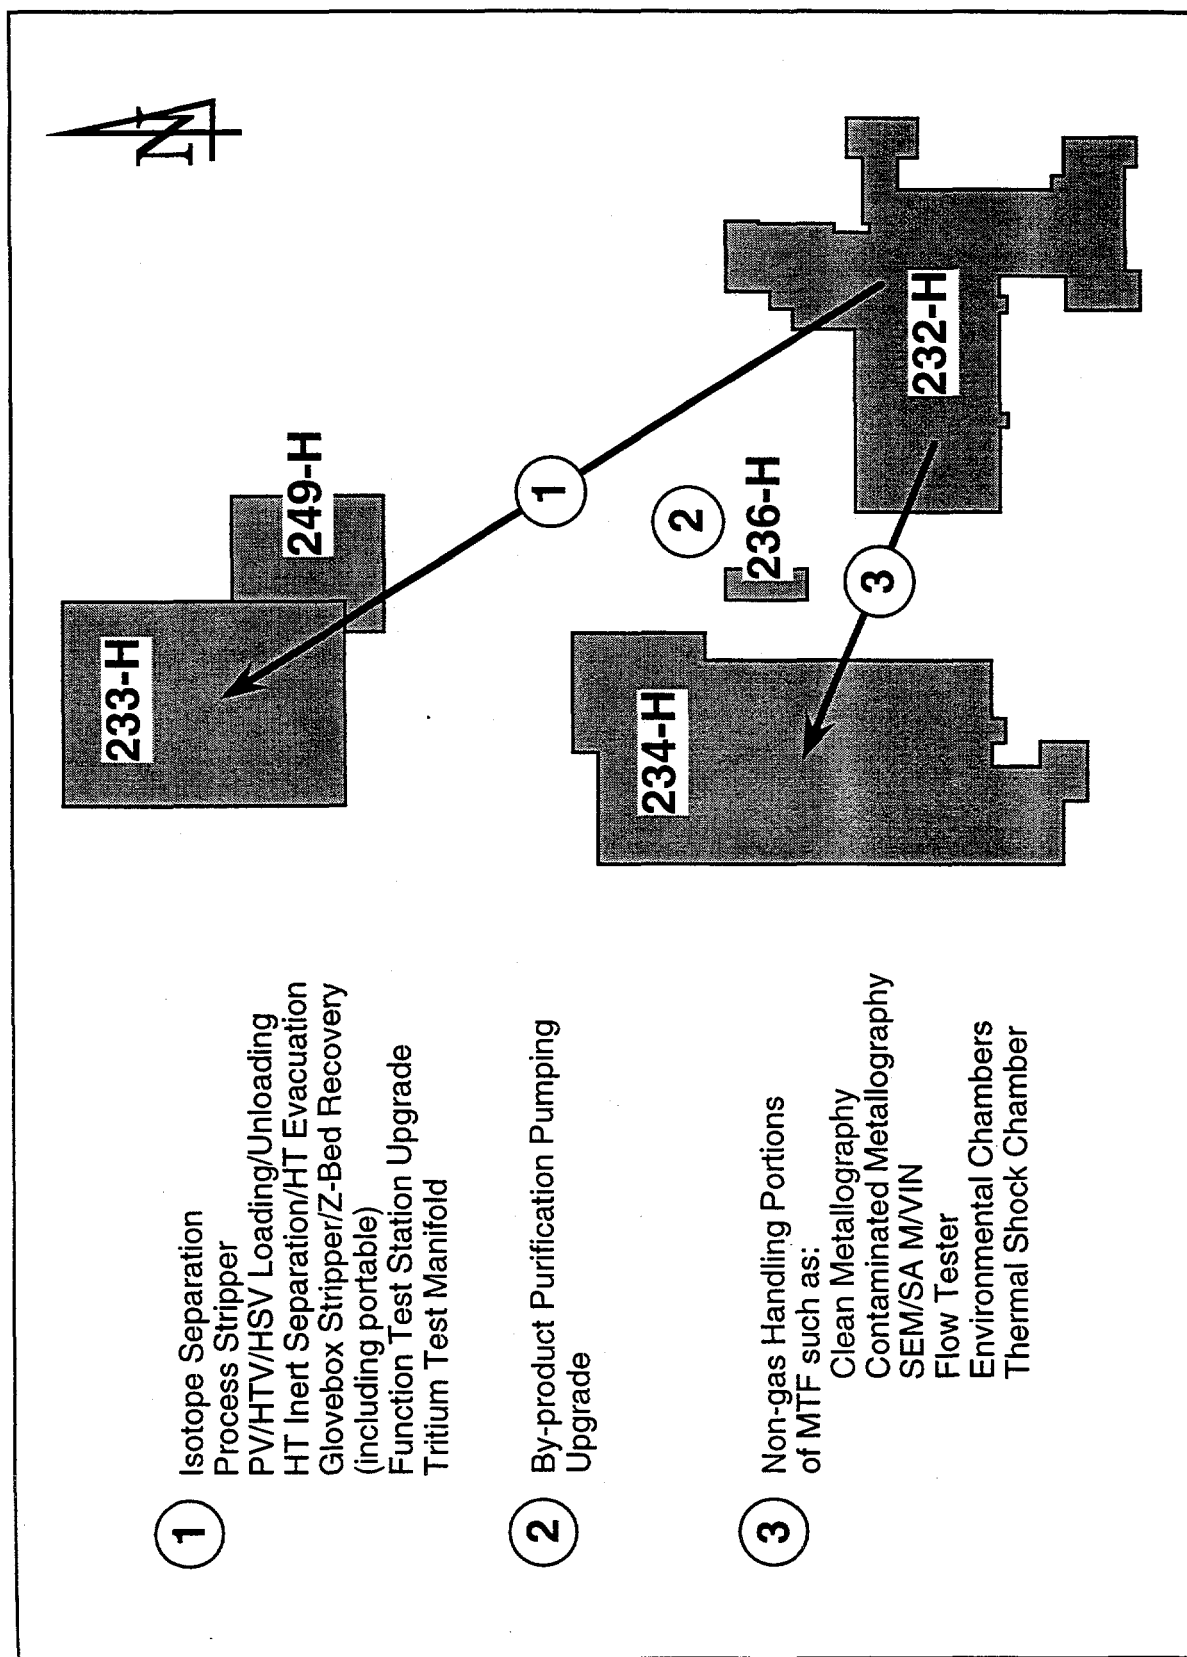 1
Isotope Separation
Process Stripper
PV/HTV/HSV Loading/Unloading
HT Inert Separation/HT Evacuation
Glovebox Stripper/Z-Bed Recovery
(including portable)
Function Test Station Upgrade
Tritium Test Manifold
2
By-product Purification Pumping
Upgrade
3
Non-gas Handling Portions
of MTF such as:
Clean Metallography
Contaminated Metallography
SEM/SA M/VIN
Flow Tester
Environmental Chambers
Thermal Shock Chamber
N
233-H
249-H
1
2
236-H
234-H
3
232-H